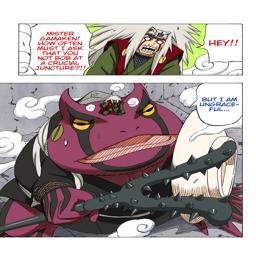 MISTER
GAMAKEN!
HOW OFTEN
MUST I ASK
THAT YOU
NOT BOB AT
A CRUCIAL
JUNCTURE?!
HEY!!
BUT I AM
UNGRACE-
FUL...